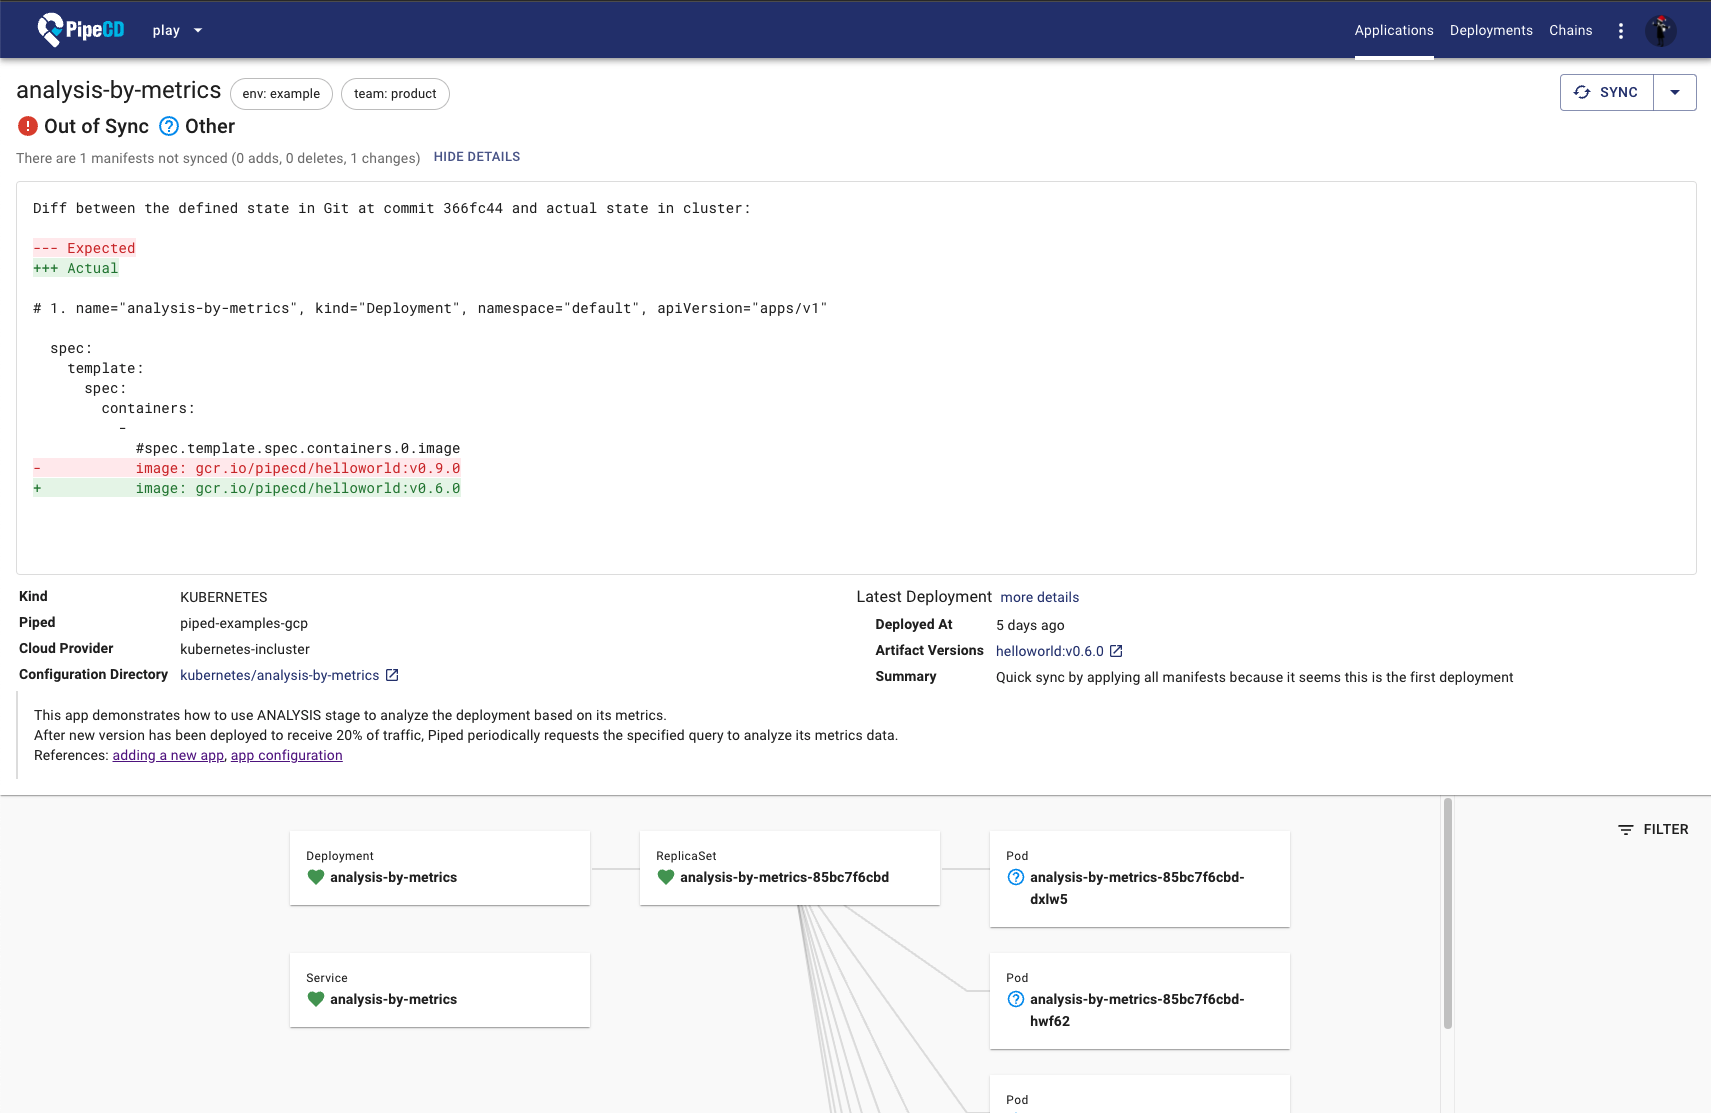 PipeCD
play
Applications
Deployments
Chains
analysis-by-metrics
env: example
team: product
SYNC
Out of Sync
Other
There are 1 manifests not synced (0 adds, 0 deletes, 1 changes)
HIDE DETAILS
Diff between the defined state in Git at commit 366fc44 and actual state in cluster:
--- Expected
+++ Actual
# 1. name="analysis-by-metrics", kind="Deployment", namespace="default", apiVersion="apps/v1"
spec:
template:
spec:
containers:
-
#spec.template.spec.containers.0.image
- image: gcr.io/pipecd/helloworld:v0.9.0
+ image: gcr.io/pipecd/helloworld:v0.6.0
Kind KUBERNETES
Piped piped-examples-gcp
Cloud Provider kubernetes-incluster
Configuration Directory kubernetes/analysis-by-metrics
Latest Deployment more details
Deployed At 5 days ago
Artifact Versions helloworld:v0.6.0
Summary Quick sync by applying all manifests because it seems this is the first deployment
This app demonstrates how to use ANALYSIS stage to analyze the deployment based on its metrics.
After new version has been deployed to receive 20% of traffic, Piped periodically requests the specified query to analyze its metrics data.
References: adding a new app, app configuration
FILTER
Deployment
analysis-by-metrics
ReplicaSet
analysis-by-metrics-85bc7f6cbd
Pod
analysis-by-metrics-85bc7f6cbd-
dxlw5
Service
analysis-by-metrics
Pod
analysis-by-metrics-85bc7f6cbd-
hwf62
Pod